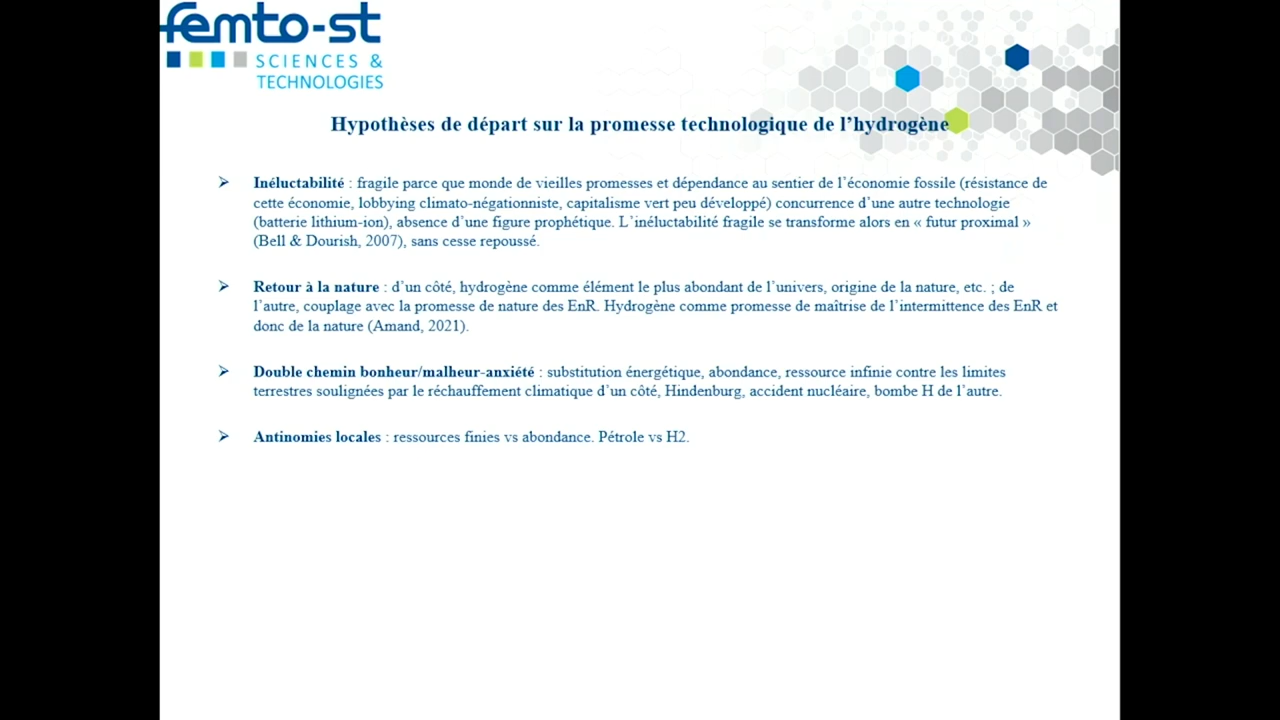 femto-st
SCIENCES &
TECHNOLOGIES
Hypothèses de départ sur la promesse technologique de l’hydrogène
Inéluctabilité : fragile parce que monde de vieilles promesses et dépendance au sentier de l’économie fossile (résistance de
cette économie, lobbying climato-négationniste, capitalisme vert peu développé) concurrence d’une autre technologie
(batterie lithium-ion), absence d’une figure prophétique. L’inéluctabilité fragile se transforme alors en « futur proximal »
(Bell & Dourish, 2007), sans cesse repoussé.
Retour à la nature : d’un côté, hydrogène comme élément le plus abondant de l’univers, origine de la nature, etc. ; de
l’autre, couplage avec la promesse de nature des EnR. Hydrogène comme promesse de maîtrise de l’intermittence des EnR et
donc de la nature (Amand, 2021).
Double chemin bonheur/malheur-anxiété : substitution énergétique, abondance, ressource infinie contre les limites
terrestres soulignées par le réchauffement climatique d’un côté, Hindenburg, accident nucléaire, bombe H de l’autre.
Antinomies locales : ressources finies vs abondance. Pétrole vs H2.